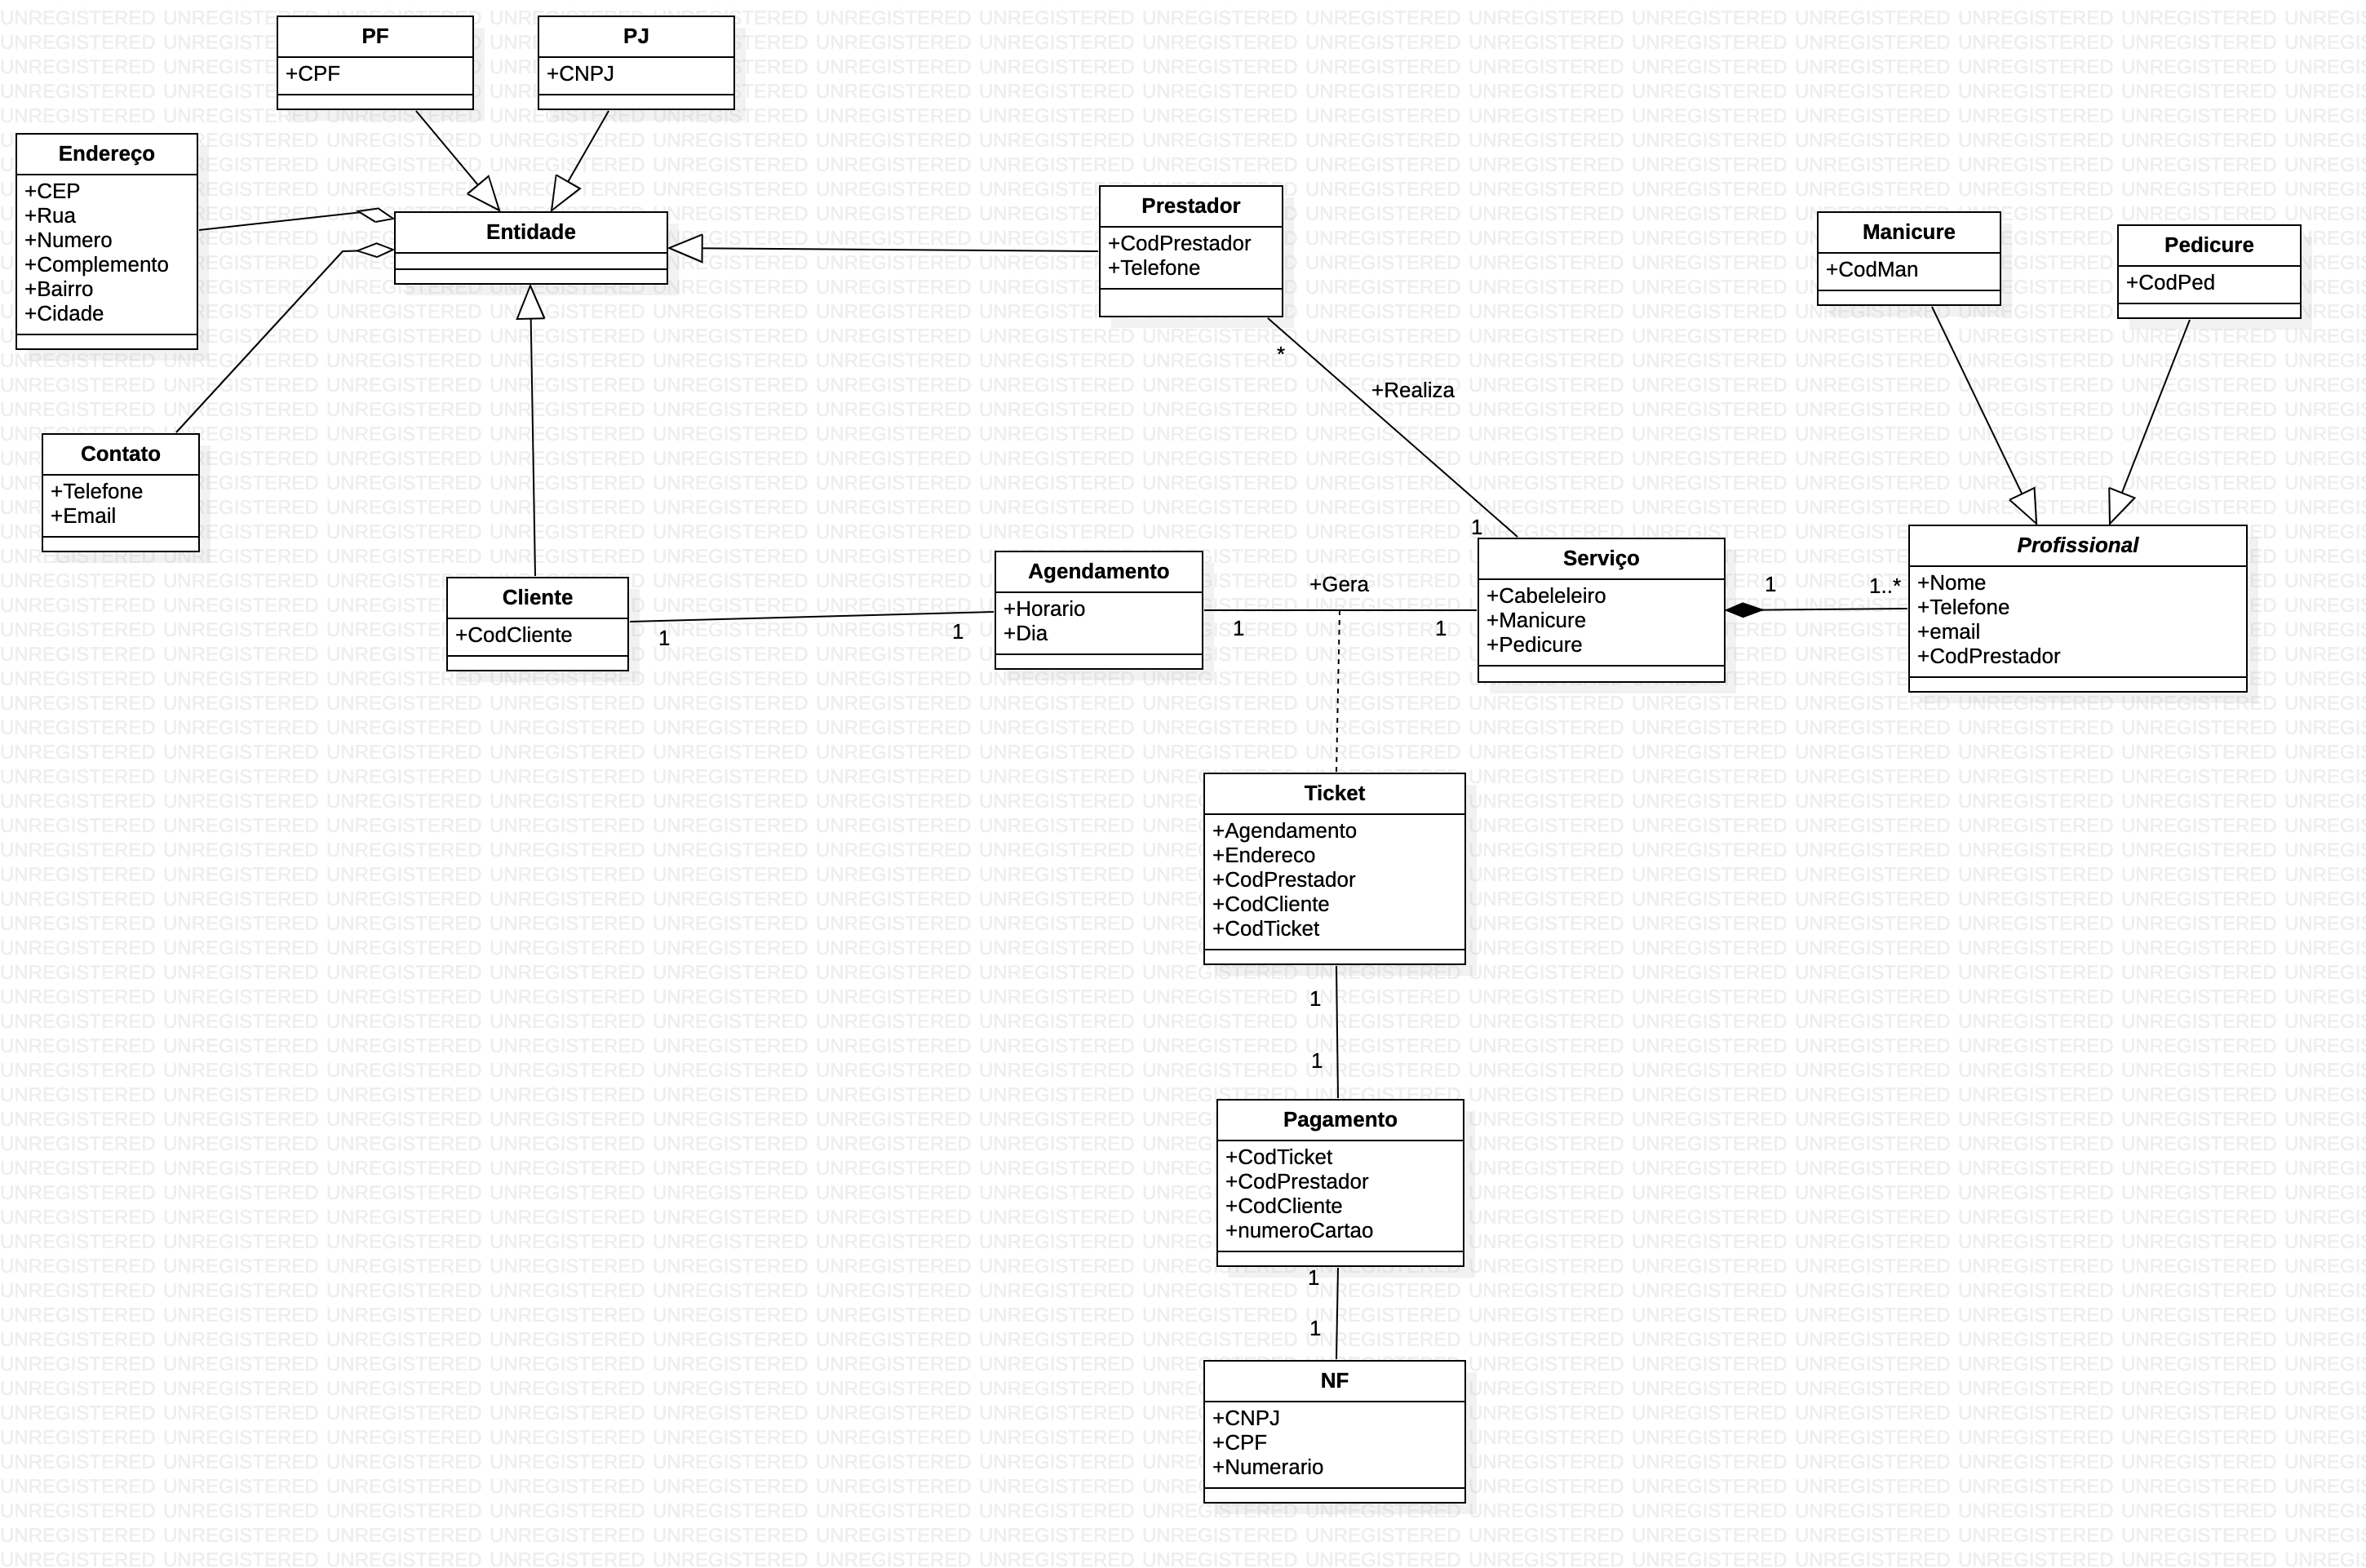 PF
+CPF
PJ
+CNPJ
Endereço
+CEP
+Rua
+Numero
+Complemento
+Bairro
+Cidade
Entidade
Prestador
+CodPrestador
+Telefone
Manicure
+CodMan
Pedicure
+CodPed
*
+Realiza
1
Contato
+Telefone
+Email
Cliente
+CodCliente
1
1
Agendamento
+Horario
+Dia
+Gera
1
1
Serviço
+Cabeleleiro
+Manicure
+Pedicure
1
1..*
Profissional
+Nome
+Telefone
+email
+CodPrestador
Ticket
+Agendamento
+Endereco
+CodPrestador
+CodCliente
+CodTicket
1
1
Pagamento
+CodTicket
+CodPrestador
+CodCliente
+numeroCartao
1
1
NF
+CNPJ
+CPF
+Numerario
UNREGISTERED